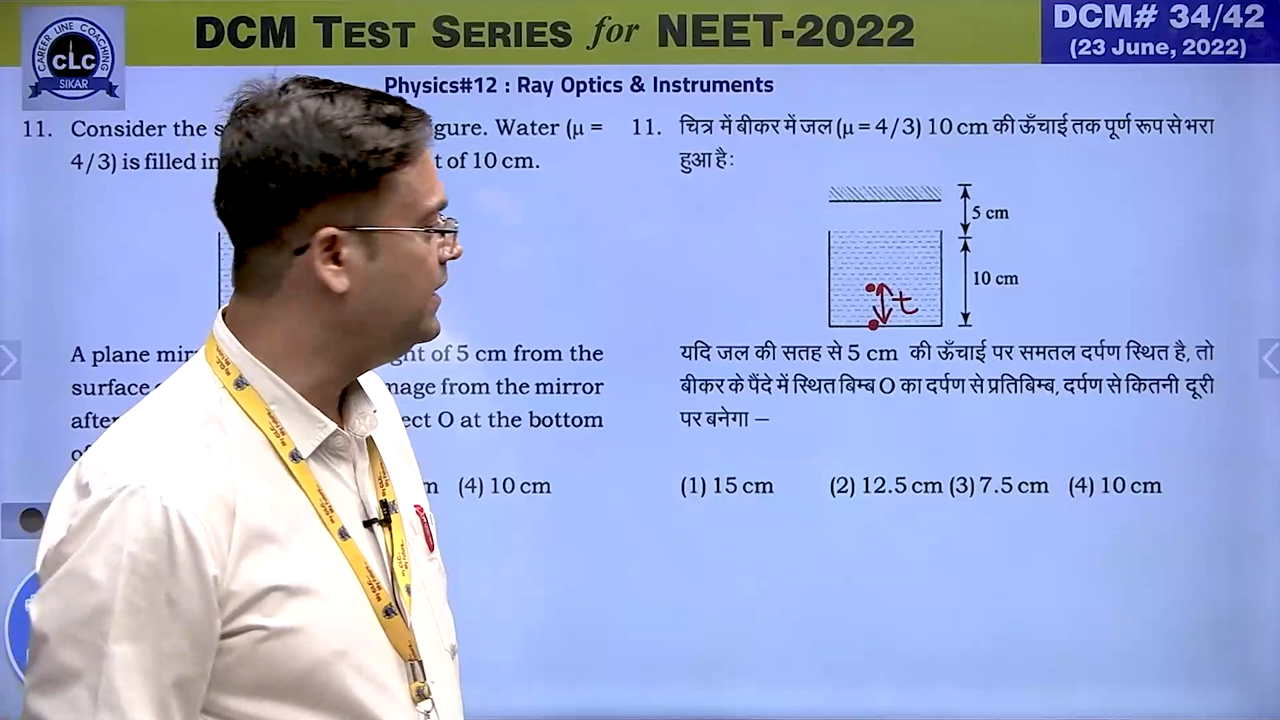 DCM TEST SERIES for NEET-2022
DCM# 34/42
(23 June, 2022)
CAREER LINE COACHING
CLC
SIKAR
Physics#12 : Ray Optics & Instruments
11. Consider the s gure. Water (μ =
4/3) is filled in t of 10 cm.
A plane mir ght of 5 cm from the
surface mage from the mirror
after ect O at the bottom
m (4) 10 cm
11. चित्र में बीकर में जल (μ = 4/3) 10 cm की ऊँचाई तक पूर्ण रूप से भरा
हुआ है:
5 cm
10 cm
t
यदि जल की सतह से 5 cm की ऊँचाई पर समतल दर्पण स्थित है, तो
बीकर के पैंदे में स्थित बिम्ब O का दर्पण से प्रतिबिम्ब, दर्पण से कितनी दूरी
पर बनेगा –
(1) 15 cm (2) 12.5 cm (3) 7.5 cm (4) 10 cm